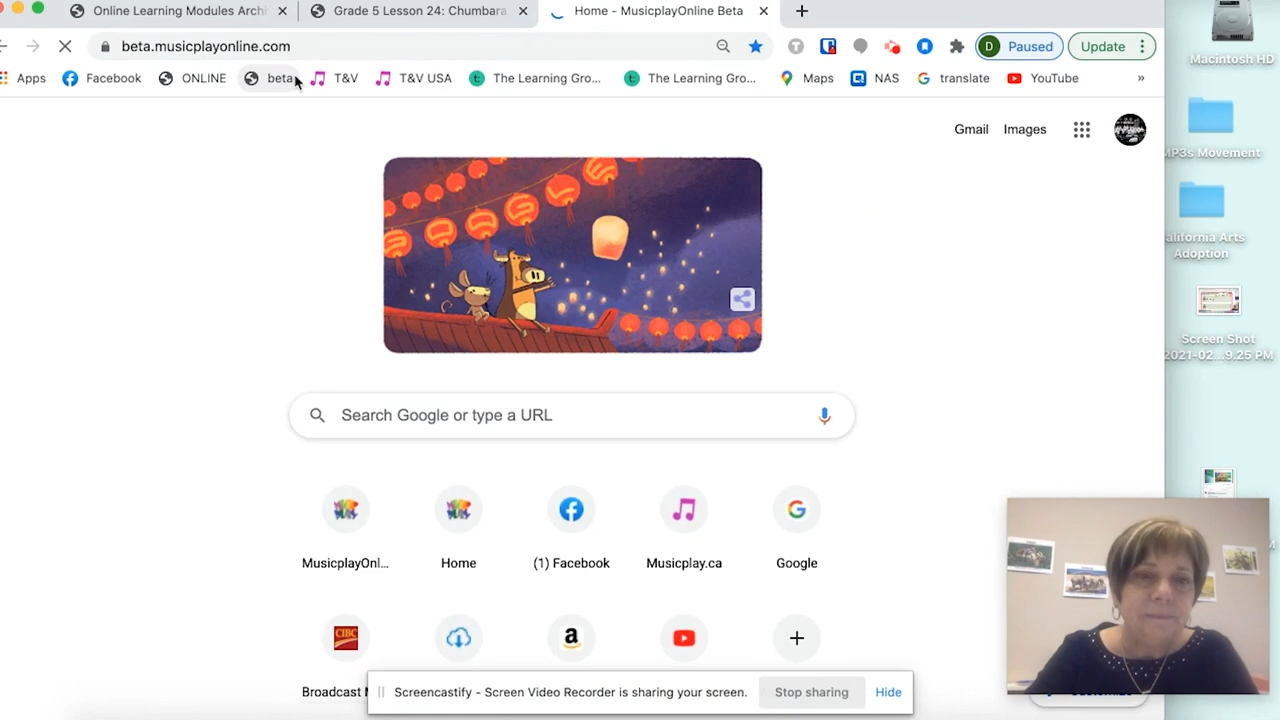 Online Learning Modules Archi
Grade 5 Lesson 24: Chumbara
Home - MusicplayOnline Beta
beta.musicplayonline.com
D Paused
Update
Apps
Facebook
ONLINE
beta
T&V
T&V USA
The Learning Gro...
The Learning Gro...
Maps
NAS
translate
YouTube
»
Gmail
Images
Macintosh HD
MP3s Movement
alifornia Arts
Adoption
Screen Shot
2021-02...9.25 PM
Search Google or type a URL
MusicplayOnl...
Home
(1) Facebook
Musicplay.ca
Google
CIBC
Broadcast
Screencastify - Screen Video Recorder is sharing your screen.
Stop sharing
Hide